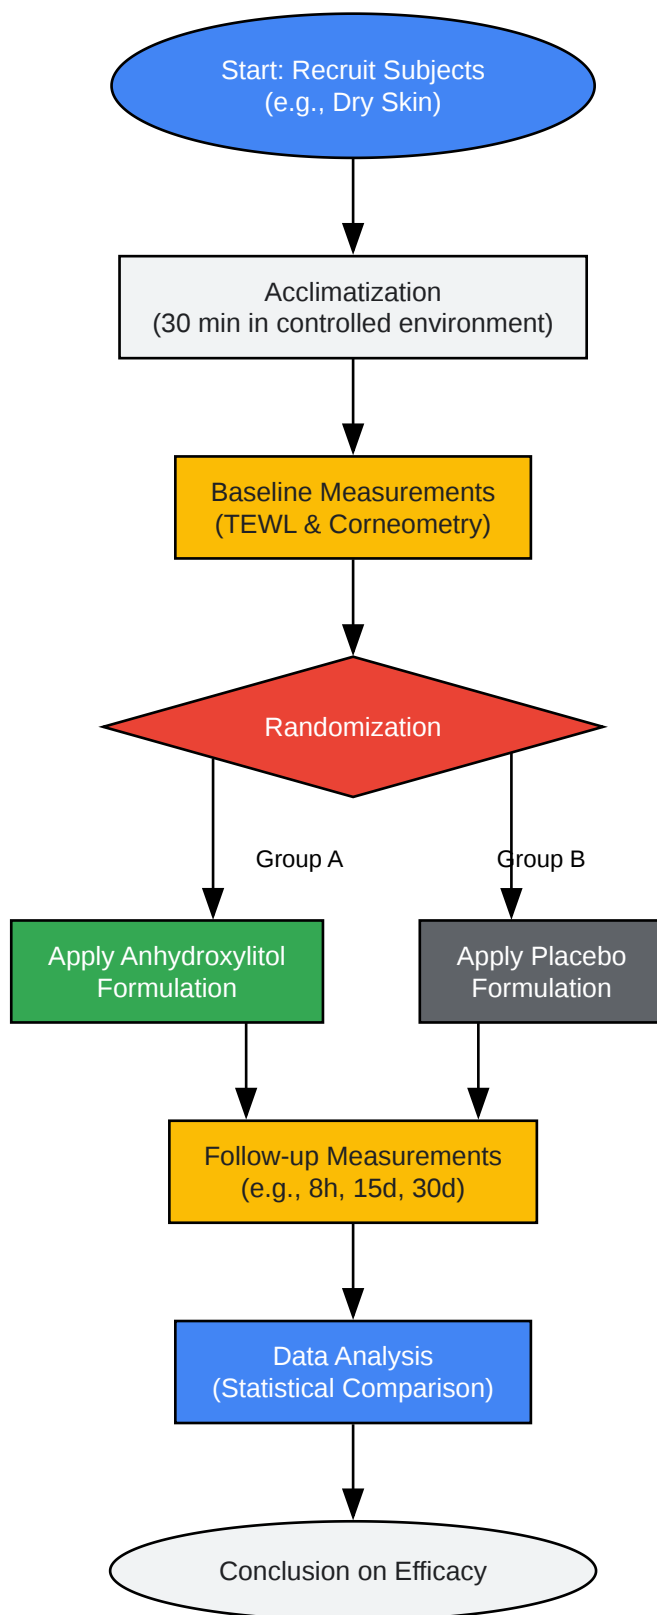 Start: Recruit Subjects
(e.g., Dry Skin)
Acclimatization
(30 min in controlled environment)
Baseline Measurements
(TEWL & Corneometry)
Randomization
Group A
Group B
Apply Anhydroxylitol
Formulation
Apply Placebo
Formulation
Follow-up Measurements
(e.g., 8h, 15d, 30d)
Data Analysis
(Statistical Comparison)
Conclusion on Efficacy